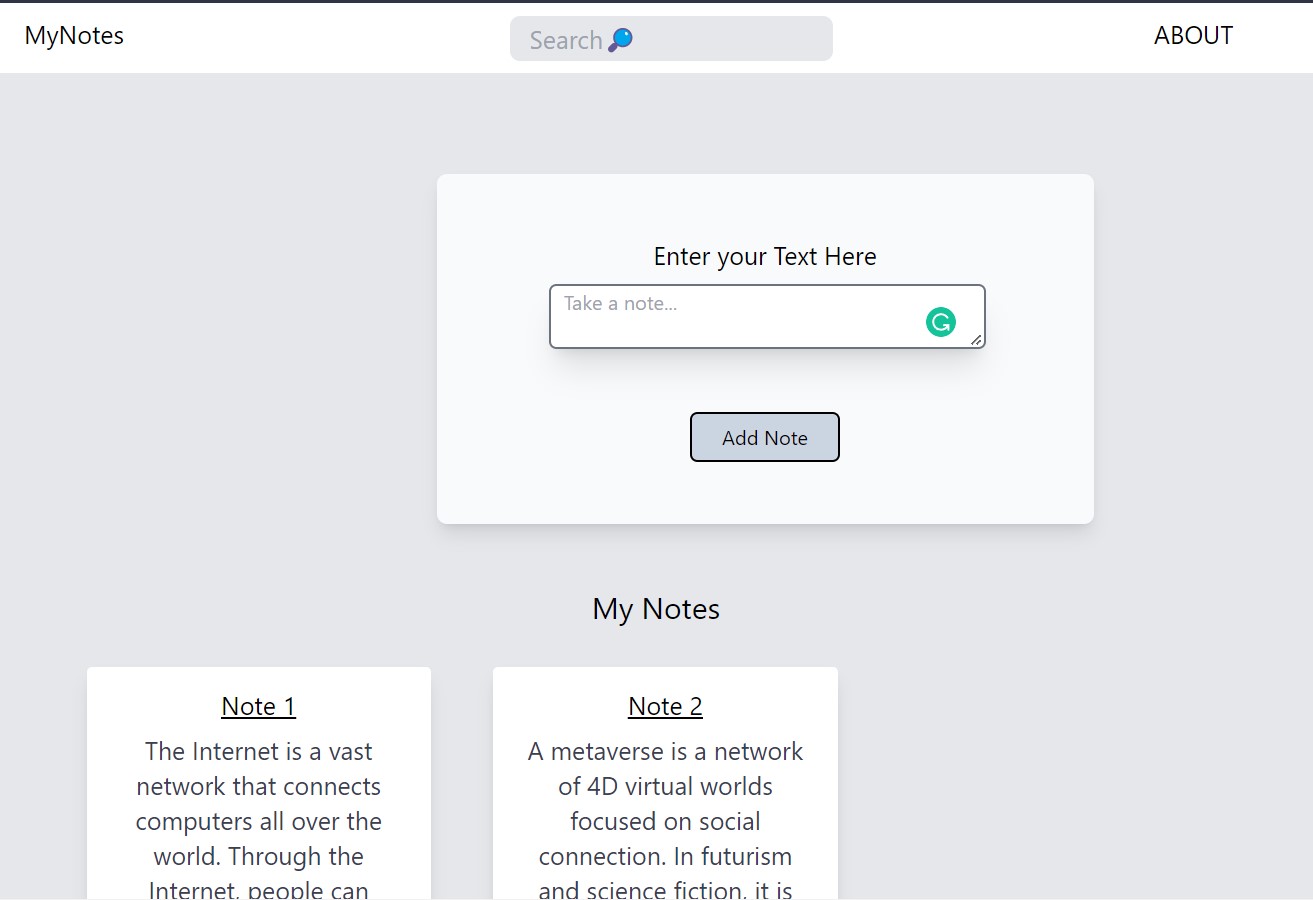 MyNotes
Search🔎
ABOUT
Enter your Text Here
Take a note...
Add Note
My Notes
Note 1
The Internet is a vast
network that connects
computers all over the
world. Through the
Internet, people can
Note 2
A metaverse is a network
of 4D virtual worlds
focused on social
connection. In futurism
and science fiction, it is